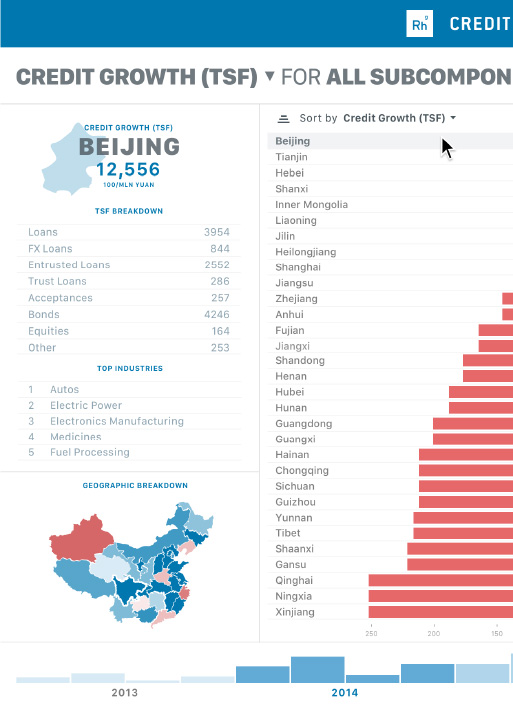 Rh 9
CREDIT
CREDIT GROWTH (TSF) ▾ FOR ALL SUBCOMPON
CREDIT GROWTH (TSF)
BEIJING
12,556
100/MLN YUAN
TSF BREAKDOWN
Loans 3954
FX Loans 844
Entrusted Loans 2552
Trust Loans 286
Acceptances 257
Bonds 4246
Equities 164
Other 253
TOP INDUSTRIES
1 Autos
2 Electric Power
3 Electronics Manufacturing
4 Medicines
5 Fuel Processing
GEOGRAPHIC BREAKDOWN
Sort by Credit Growth (TSF)
Beijing
Tianjin
Hebei
Shanxi
Inner Mongolia
Liaoning
Jilin
Heilongjiang
Shanghai
Jiangsu
Zhejiang
Anhui
Fujian
Jiangxi
Shandong
Henan
Hubei
Hunan
Guangdong
Guangxi
Hainan
Chongqing
Sichuan
Guizhou
Yunnan
Tibet
Shaanxi
Gansu
Qinghai
Ningxia
Xinjiang
250 200 150
2013 2014